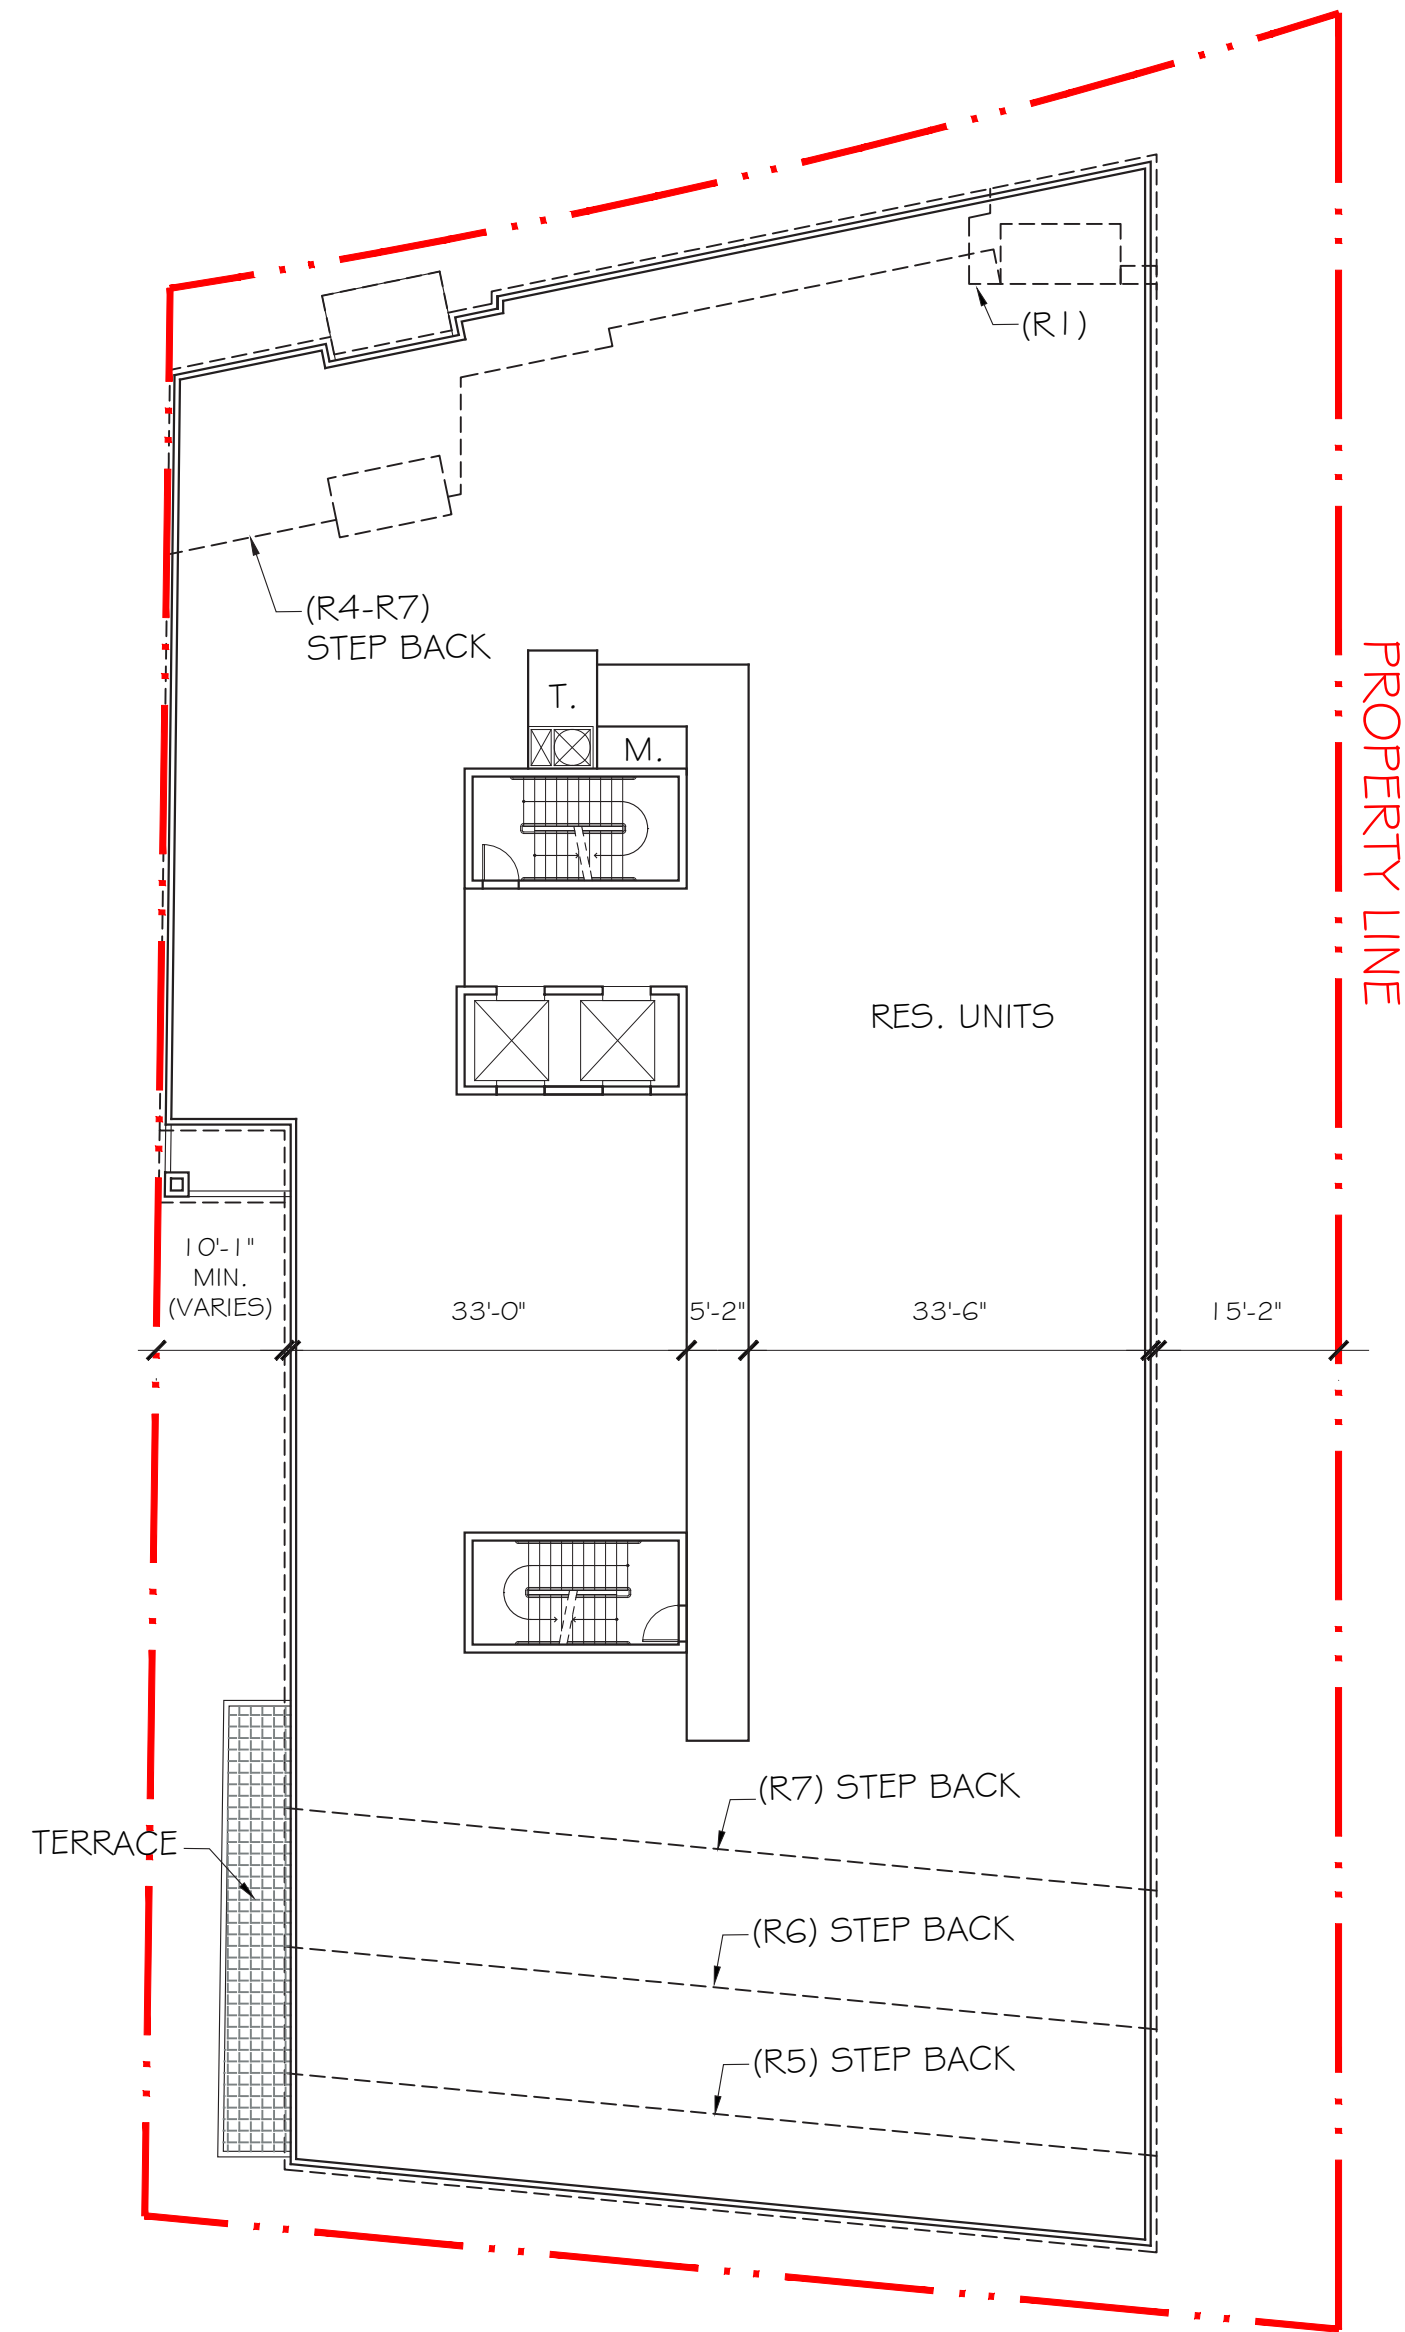 (R1)
(R4-R7)
STEP BACK
T.
M.
PROPERTY LINE
RES. UNITS
10'-1"
MIN.
(VARIES)
33'-0"
5'-2"
33'-6"
15'-2"
(R7) STEP BACK
TERRACE
(R6) STEP BACK
(R5) STEP BACK